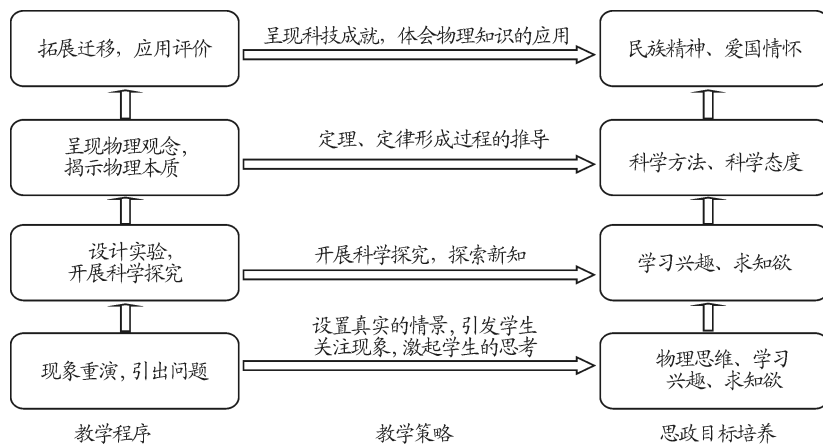 拓展迁移，应用评价
呈现科技成就，体会物理知识的应用
民族精神、爱国情怀
呈现物理观念，
揭示物理本质
定理、定律形成过程的推导
科学方法、科学态度
设计实验，
开展科学探究
开展科学探究，探索新知
学习兴趣、求知欲
现象重演，引出问题
设置真实的情景，引发学生
关注现象，激起学生的思考
物理思维、学习
兴趣、求知欲
教学程序
教学策略
思政目标培养